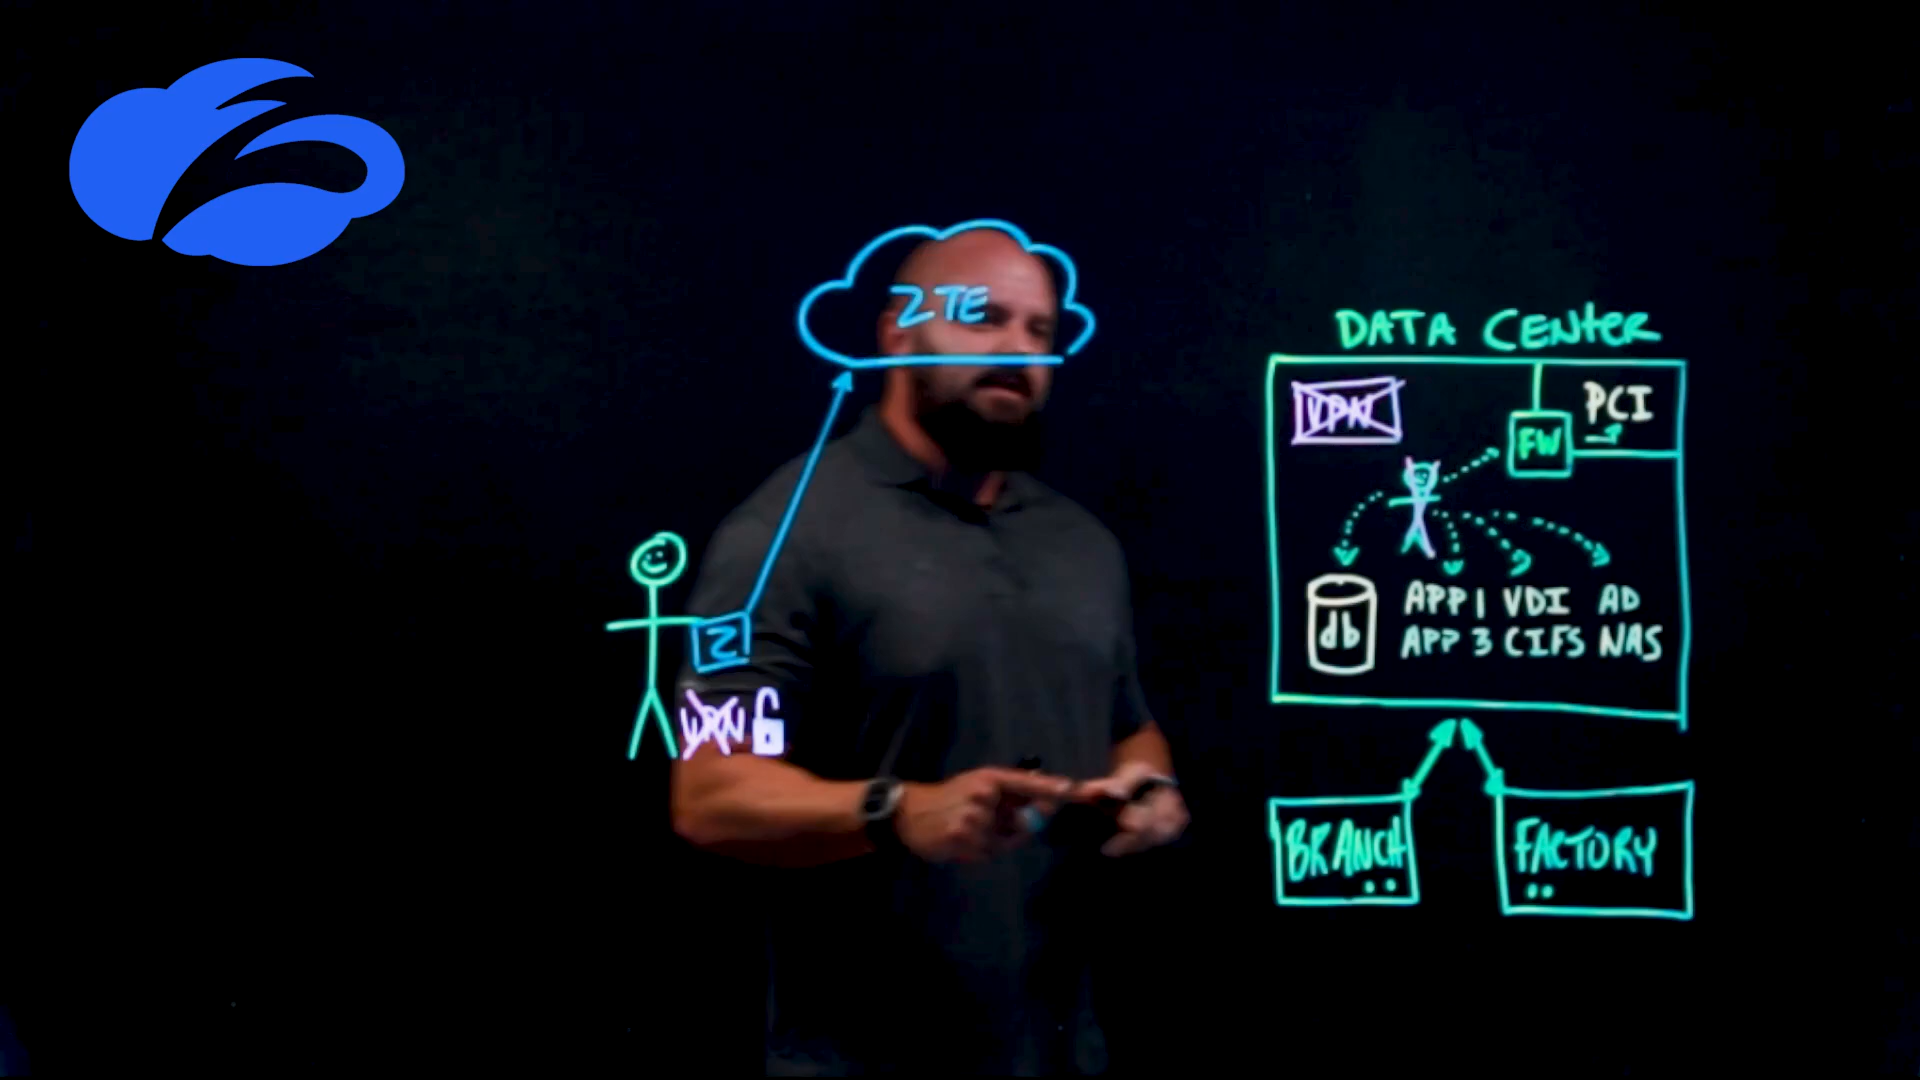 ZTE
DATA CENTER
VPN
PCI
FW
Z
db
APP 1 VDI AD
APP 3 CIFS NAS
VPN
BRANCH
FACTORY